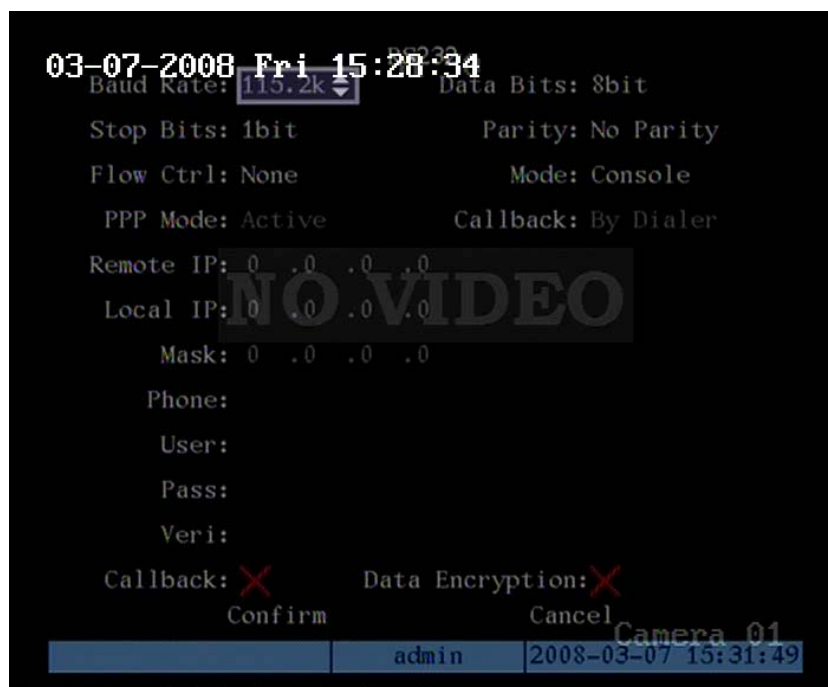 RS232
03-07-2008 Fri 15:28:34
Baud Rate: 115.2k Data Bits: 8bit
Stop Bits: 1bit Parity: No Parity
Flow Ctrl: None Mode: Console
PPP Mode: Active Callback: By Dialer
Remote IP: 0 .0 .0 .0
NO VIDEO
Local IP: 0 .0 .0 .0
Mask: 0 .0 .0 .0
Phone:
User:
Pass:
Veri:
Callback: Data Encryption:
Confirm Cancel
Camera 01
admin 2008-03-07 15:31:49